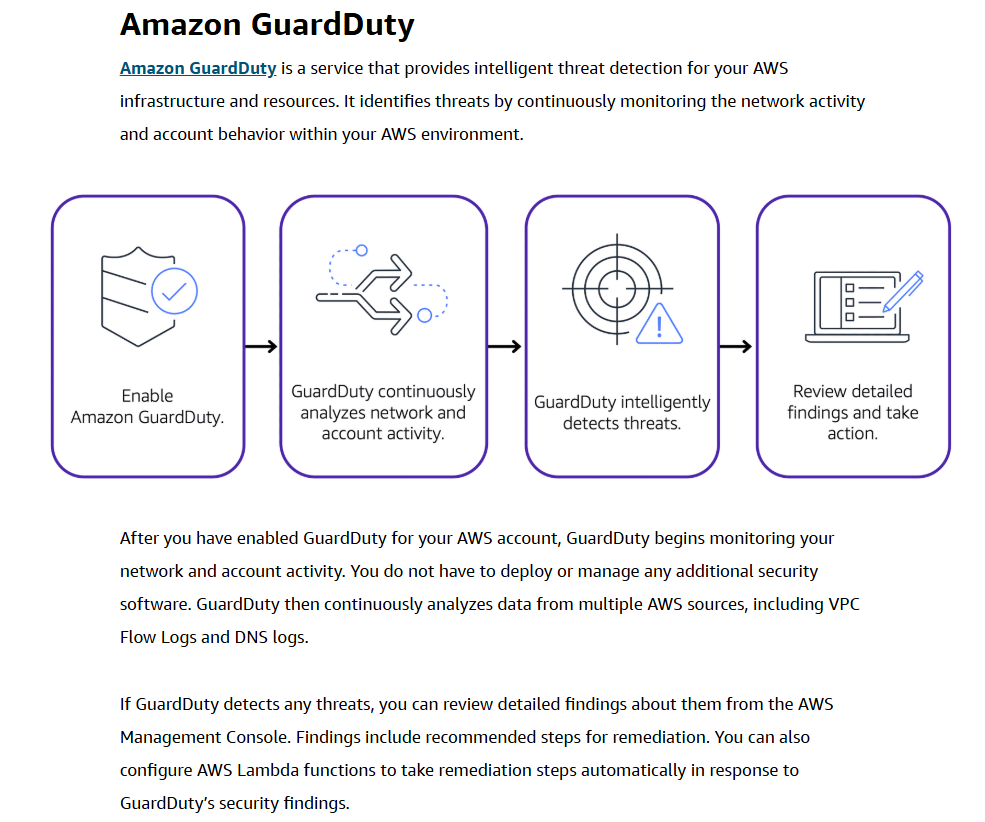 Amazon GuardDuty
Amazon GuardDuty is a service that provides intelligent threat detection for your AWS
infrastructure and resources. It identifies threats by continuously monitoring the network activity
and account behavior within your AWS environment.
Enable
Amazon GuardDuty.
GuardDuty continuously
analyzes network and
account activity.
GuardDuty intelligently
detects threats.
Review detailed
findings and take
action.
After you have enabled GuardDuty for your AWS account, GuardDuty begins monitoring your
network and account activity. You do not have to deploy or manage any additional security
software. GuardDuty then continuously analyzes data from multiple AWS sources, including VPC
Flow Logs and DNS logs.
If GuardDuty detects any threats, you can review detailed findings about them from the AWS
Management Console. Findings include recommended steps for remediation. You can also
configure AWS Lambda functions to take remediation steps automatically in response to
GuardDuty’s security findings.